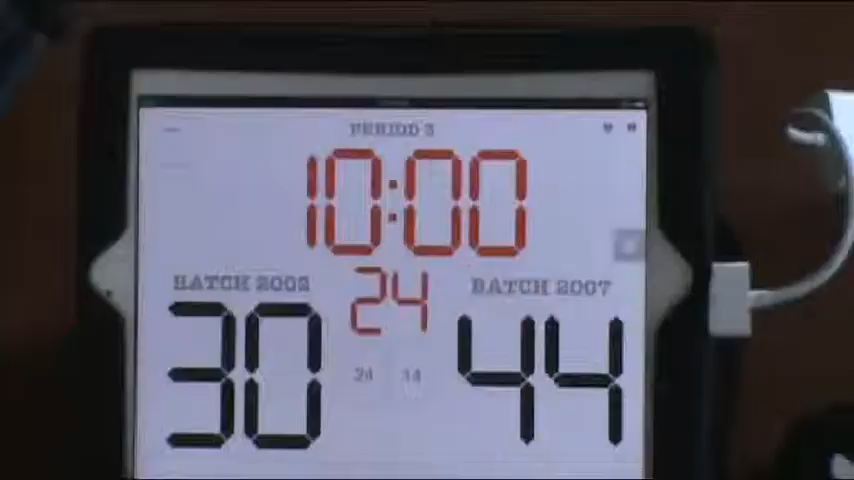 PERIOD 3
10:00
BATCH 2002
24
BATCH 2007
30
44
24 14